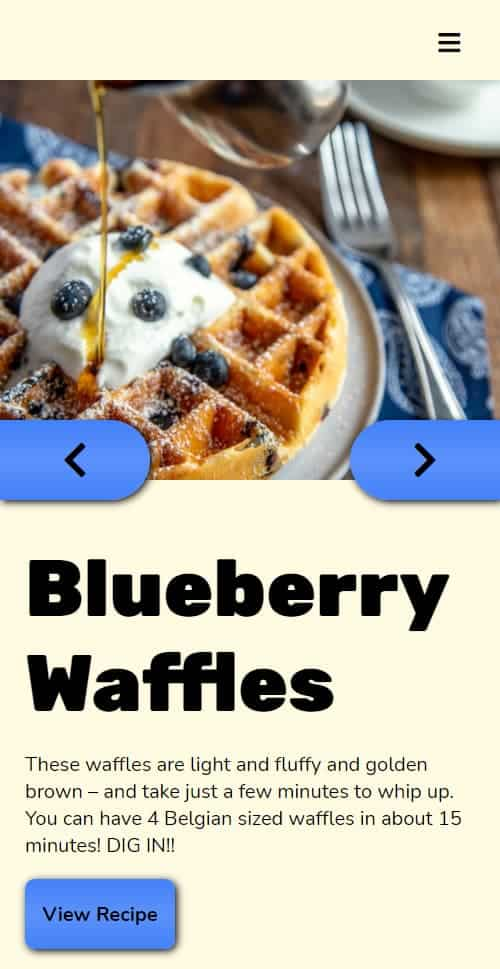 Blueberry
Waffles
These waffles are light and fluffy and golden
brown – and take just a few minutes to whip up.
You can have 4 Belgian sized waffles in about 15
minutes! DIG IN!!
View Recipe